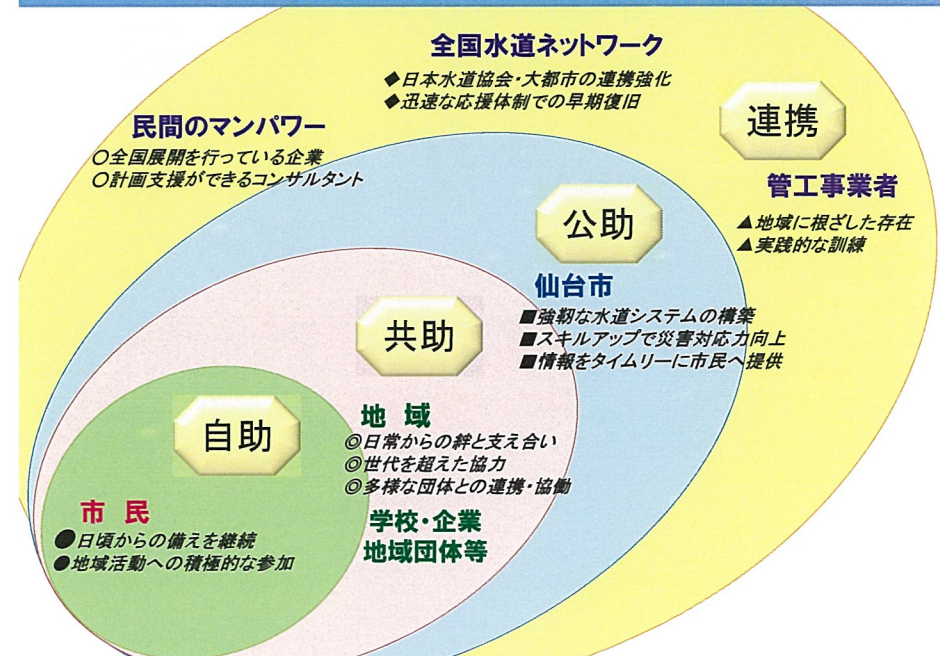 全国水道ネットワーク
◆日本水道協会・大都市の連携強化
◆迅速な応援体制での早期復旧
連携
民間のマンパワー
○全国展開を行っている企業
○計画支援ができるコンサルタント
管工事業者
▲地域に根ざした存在
▲実践的な訓練
公助
仙台市
■強靭な水道システムの構築
■スキルアップで災害対応力向上
■情報をタイムリーに市民へ提供
共助
地 域
◎日常からの絆と支え合い
◎世代を超えた協力
◎多様な団体との連携・協働
学校・企業
地域団体等
自助
市 民
●日頃からの備えを継続
●地域活動への積極的な参加